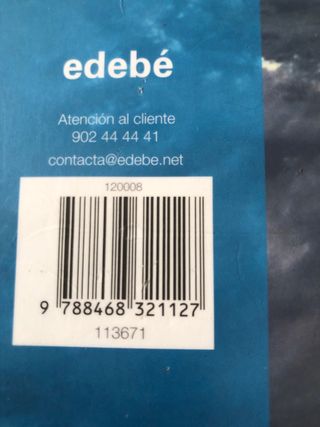 edebé
Atención al cliente
902 44 44 41
contacta@edebe.net
120008
9 788468 321127
113671